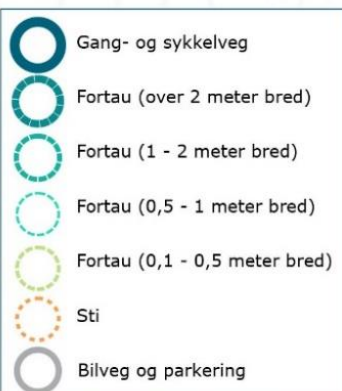 Gang- og sykkelveg
Fortau (over 2 meter bred)
Fortau (1 - 2 meter bred)
Fortau (0,5 - 1 meter bred)
Fortau (0,1 - 0,5 meter bred)
Sti
Bilveg og parkering